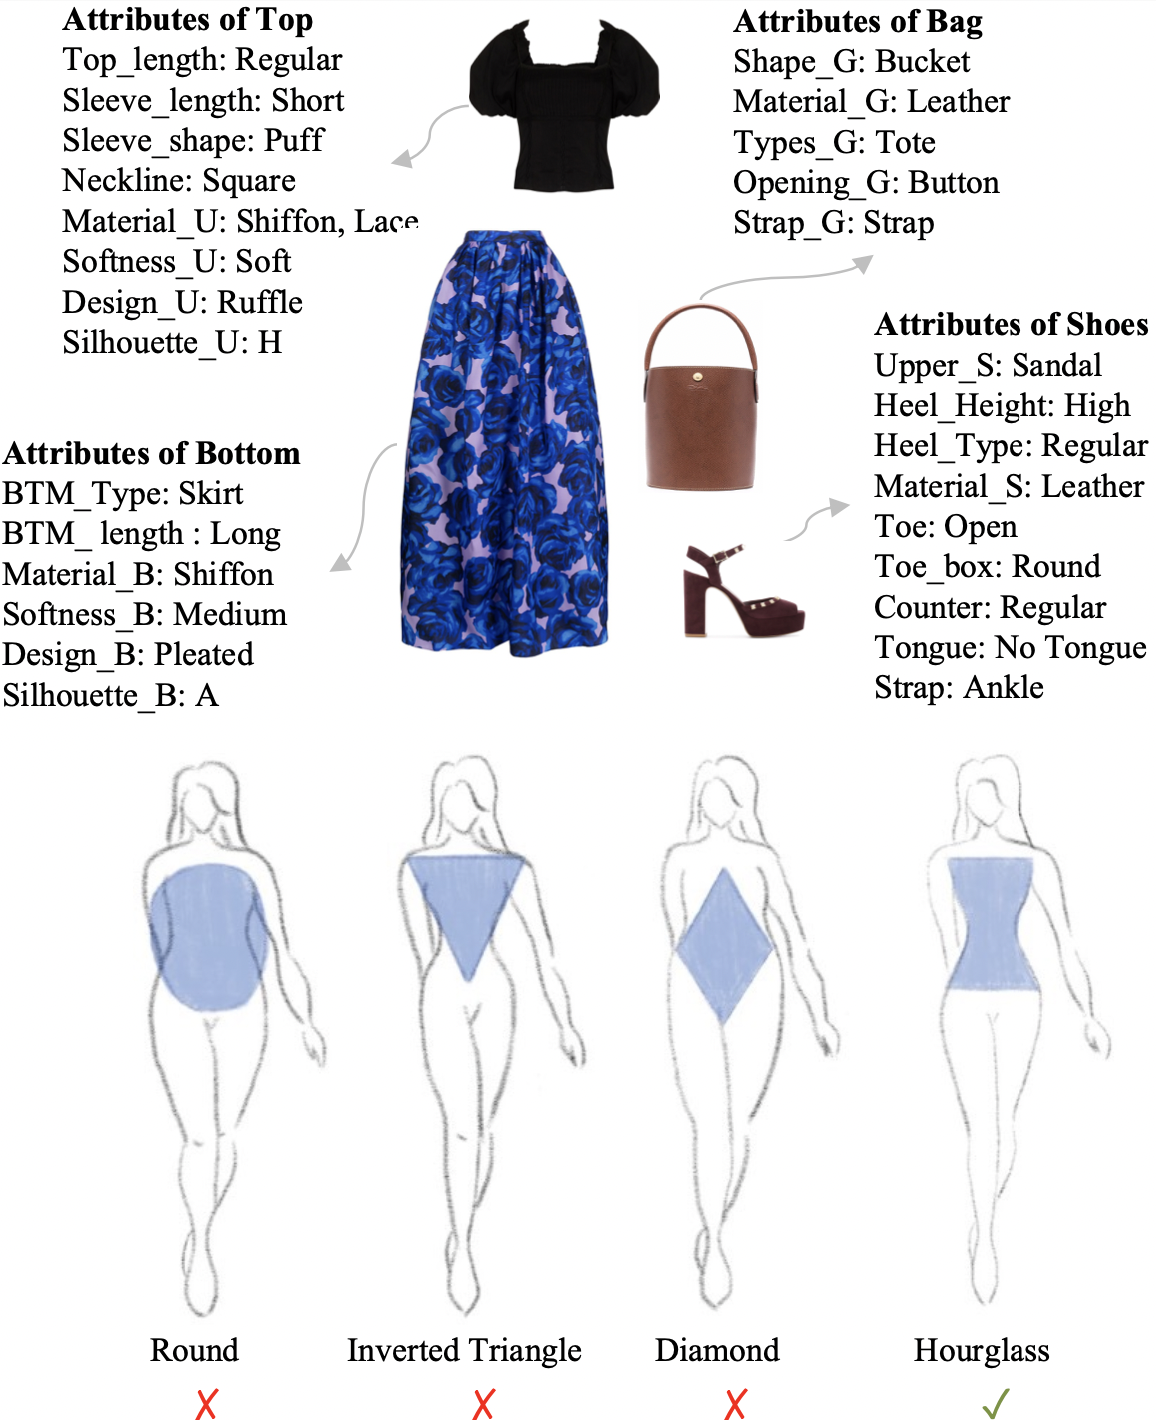 Attributes of Top
Top_length: Regular
Sleeve_length: Short
Sleeve_shape: Puff
Neckline: Square
Material_U: Shiffon, Lace
Softness_U: Soft
Design_U: Ruffle
Silhouette_U: H
Attributes of Bag
Shape_G: Bucket
Material_G: Leather
Types_G: Tote
Opening_G: Button
Strap_G: Strap
Attributes of Bottom
BTM_Type: Skirt
BTM_ length : Long
Material_B: Shiffon
Softness_B: Medium
Design_B: Pleated
Silhouette_B: A
Attributes of Shoes
Upper_S: Sandal
Heel_Height: High
Heel_Type: Regular
Material_S: Leather
Toe: Open
Toe_box: Round
Counter: Regular
Tongue: No Tongue
Strap: Ankle
Round
Inverted Triangle
Diamond
Hourglass